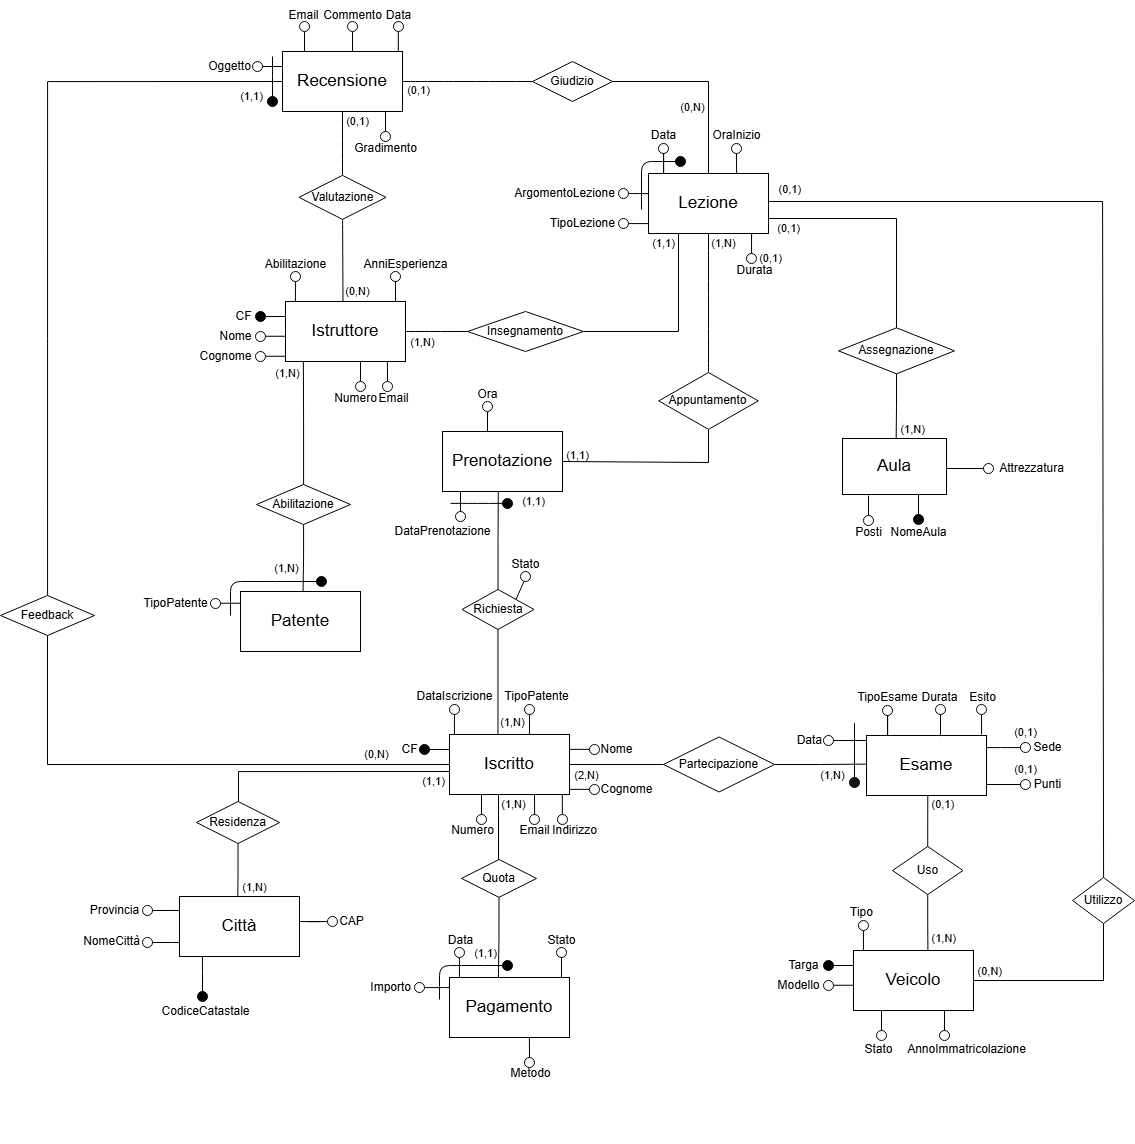 Email Commento Data
Oggetto
Recensione
(1,1)
(0,1)
(0,1)
Gradimento
Giudizio
(0,N)
Data
OraInizio
ArgomentoLezione
TipoLezione
Lezione
(0,1)
(0,1)
(1,1)
(1,N)
(0,1)
Durata
Valutazione
Abilitazione
AnniEsperienza
(0,N)
CF
Nome
Cognome
Istruttore
(1,N)
(1,N)
Numero Email
Insegnamento
Assegnazione
Appuntamento
Ora
Prenotazione
(1,1)
(1,1)
DataPrenotazione
(1,N)
Aula
Attrezzatura
Posti
NomeAula
Abilitazione
(1,N)
TipoPatente
Patente
Stato
Richiesta
Feedback
DataIscrizione
TipoPatente
(1,N)
CF
Iscritto
Nome
Cognome
(0,N)
(1,1)
(2,N)
(1,N)
Numero
Email Indirizzo
Partecipazione
TipoEsame Durata Esito
Data
(1,N)
Esame
(0,1)
Sede
(0,1)
Punti
(0,1)
Residenza
(1,N)
Provincia
NomeCittà
Città
CAP
CodiceCatastale
Quota
Data
(1,1)
Stato
Importo
Pagamento
Metodo
Uso
Utilizzo
Tipo
(1,N)
Targa
Modello
Veicolo
(0,N)
Stato
AnnoImmatricolazione